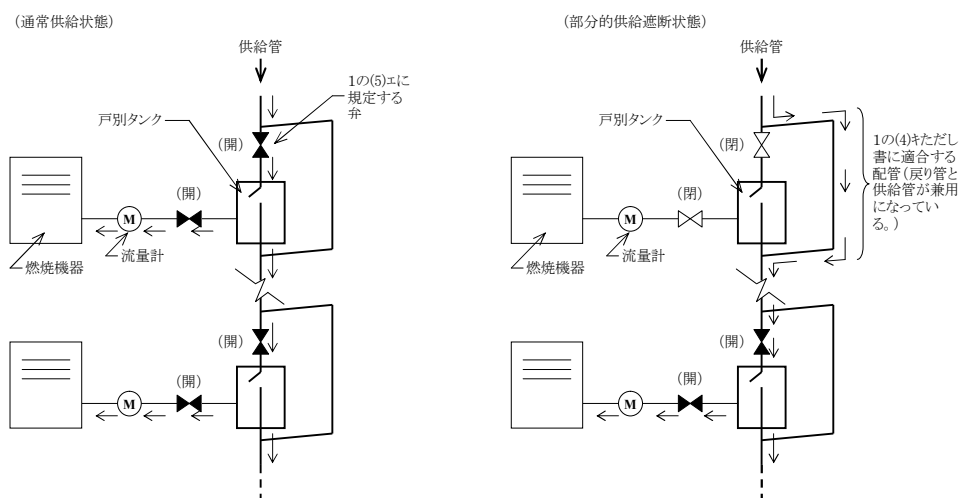 (通常供給状態)
供給管
1の(5)ェに
規定する
弁
戸別タンク
(開)
(開)
M
流量計
燃焼機器
(開)
(開)
M
(部分的供給遮断状態)
供給管
戸別タンク
(閉)
(閉)
M
流量計
燃焼機器
1の(4)ｷただし
書に適合する
配管(戻り管と
供給管が兼用
になってい
る。)
(開)
(開)
M